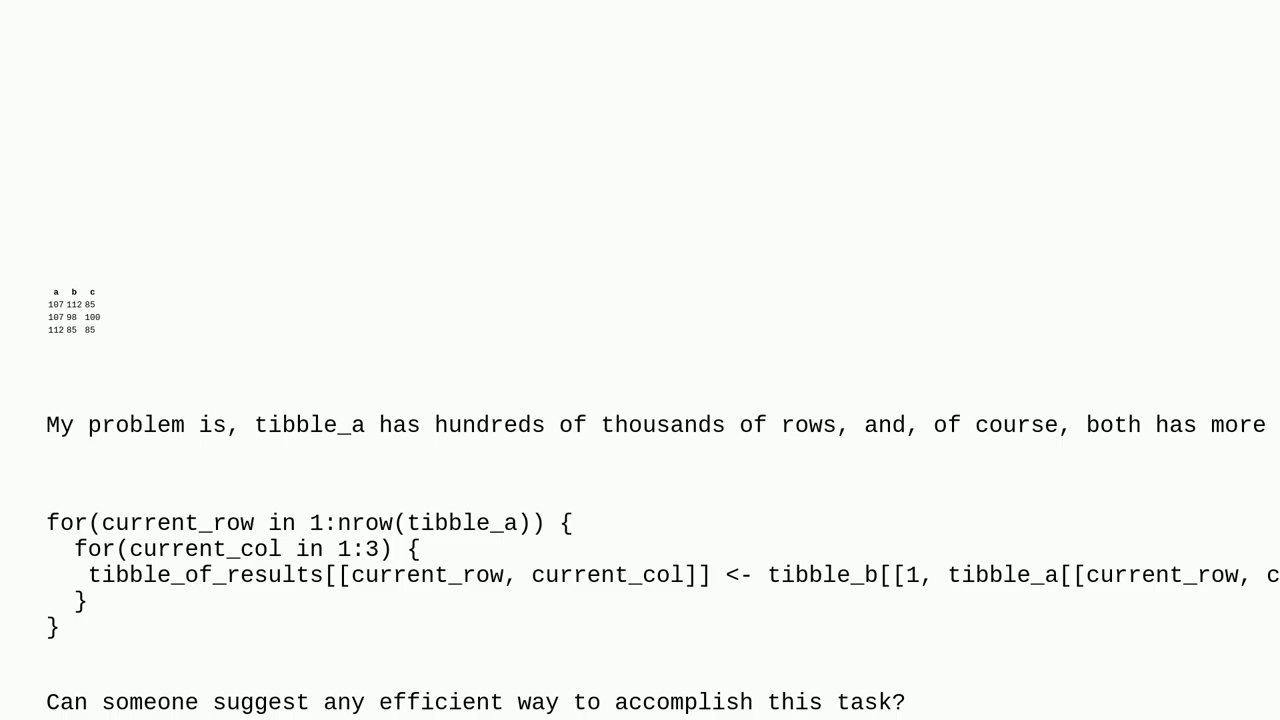 a b c
107 112 85
107 98 100
112 85 85
My problem is, tibble_a has hundreds of thousands of rows, and, of course, both has more
for(current_row in 1:nrow(tibble_a)) {
  for(current_col in 1:3) {
   tibble_of_results[[current_row, current_col]] <- tibble_b[[1, tibble_a[[current_row, c
  }
}
Can someone suggest any efficient way to accomplish this task?